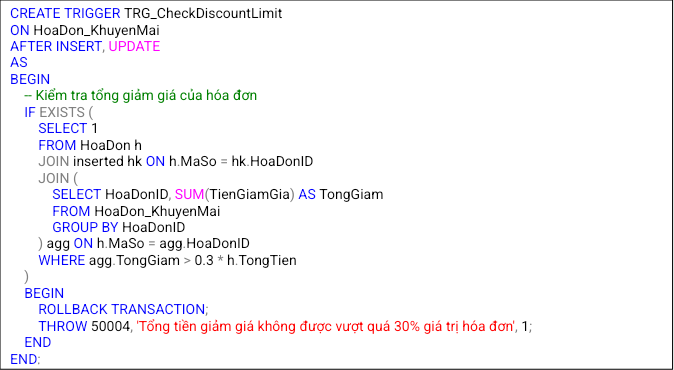 CREATE TRIGGER TRG_CheckDiscountLimit
ON HoaDon_KhuyenMai
AFTER INSERT, UPDATE
AS
BEGIN
-- Kiểm tra tổng giảm giá của hóa đơn
IF EXISTS (
SELECT 1
FROM HoaDon h
JOIN inserted hk ON h.MaSo = hk.HoaDonID
JOIN (
SELECT HoaDonID, SUM(TienGiamGia) AS TongGiam
FROM HoaDon_KhuyenMai
GROUP BY HoaDonID
) agg ON h.MaSo = agg.HoaDonID
WHERE agg.TongGiam > 0.3 * h.TongTien
)
BEGIN
ROLLBACK TRANSACTION;
THROW 50004, 'Tổng tiền giảm giá không được vượt quá 30% giá trị hóa đơn', 1;
END
END;